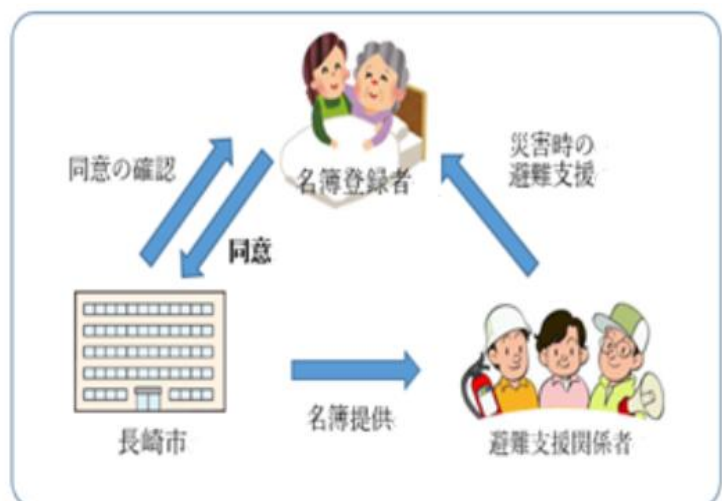 名簿登録者
同意の確認
災害時の
避難支援
同意
長崎市
名簿提供
避難支援関係者